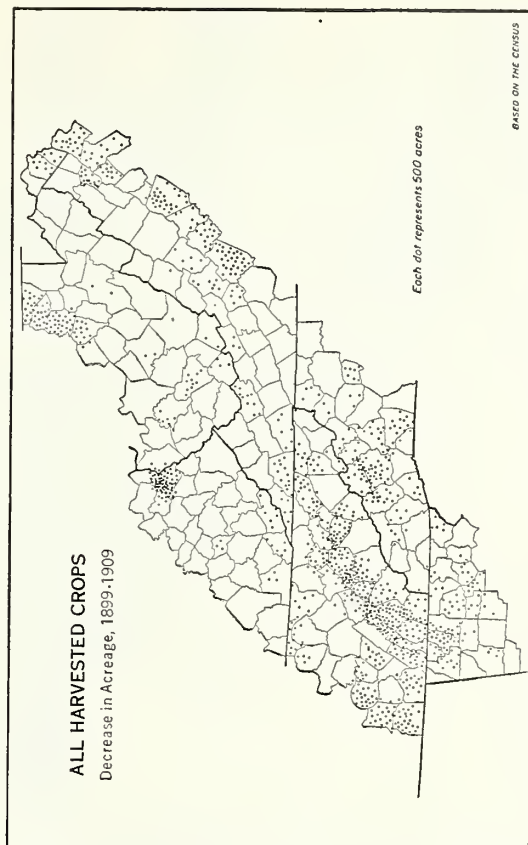 ALL HARVESTED CROPS
Decrease in Acreage, 1899-1909
Each dot represents 500 acres
BASED ON THE CENSUS